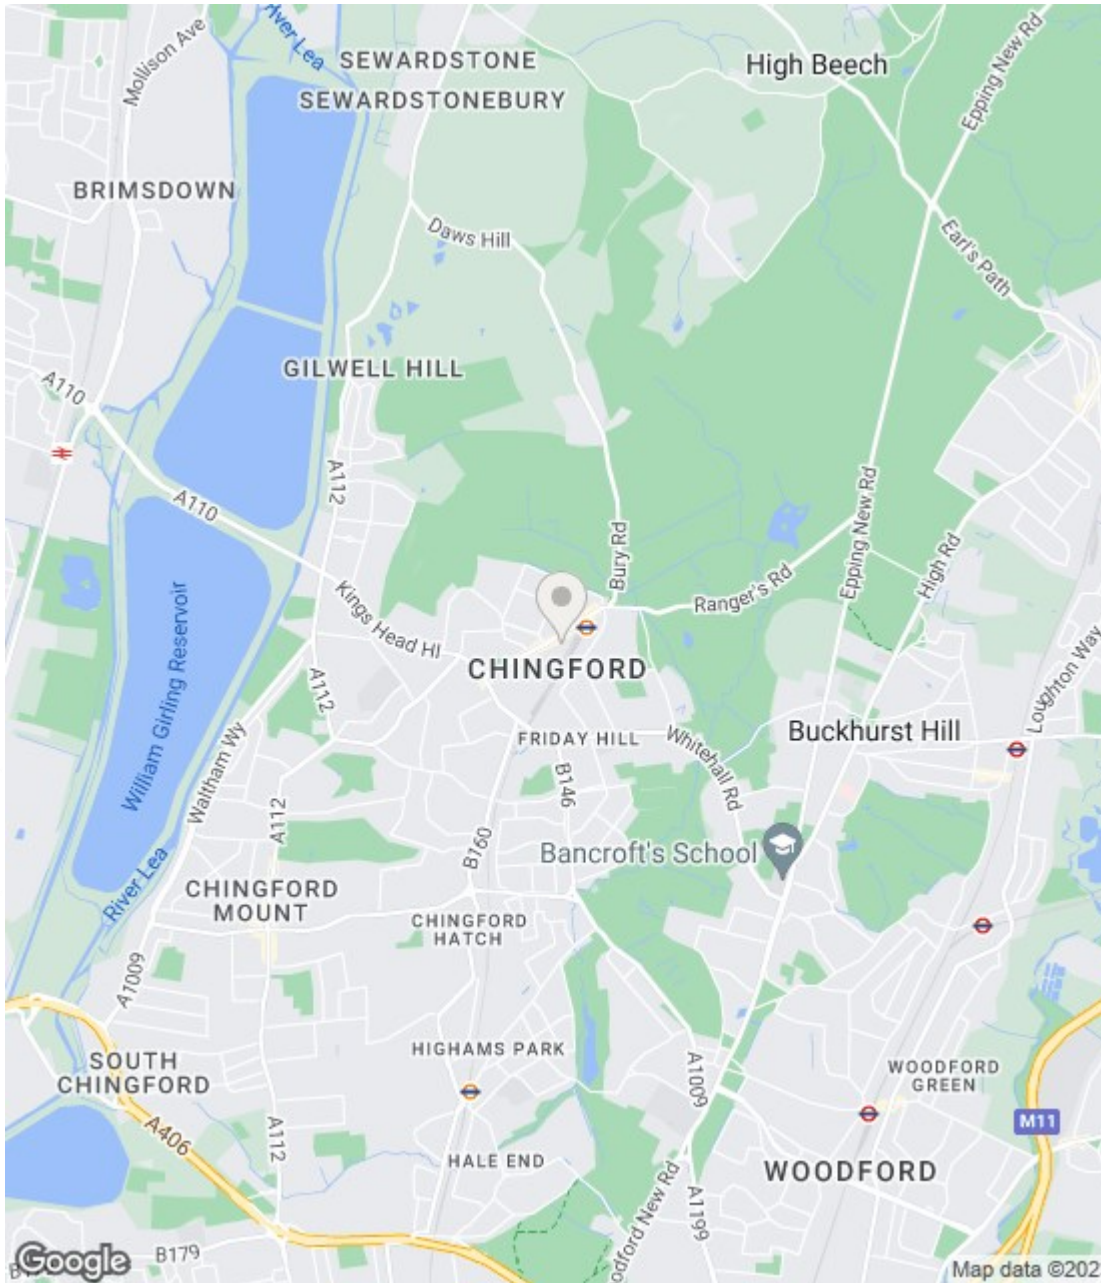 River Lea
Mollison Ave
SEWARDSTONE
SEWARDSTONEBURY
High Beech
Epping New Rd
BRIMSDOWN
Daws Hill
Earl's Path
GILWELL HILL
A110
A112
A110
Epping New Rd
High Rd
Bury Rd
Ranger's Rd
Kings Head Hl
William Girling Reservoir
CHINGFORD
A112
Loughton Way
Waltham Wy
FRIDAY HILL
Whitehall Rd
Buckhurst Hill
B146
A112
B160
Bancroft's School
River Lea
CHINGFORD
MOUNT
CHINGFORD
HATCH
A1009
HIGHAMS PARK
SOUTH
CHINGFORD
A1009
WOODFORD
GREEN
M11
A406
A112
HALE END
WOODFORD
odford New Rd
A1199
B179
Google
Map data ©202